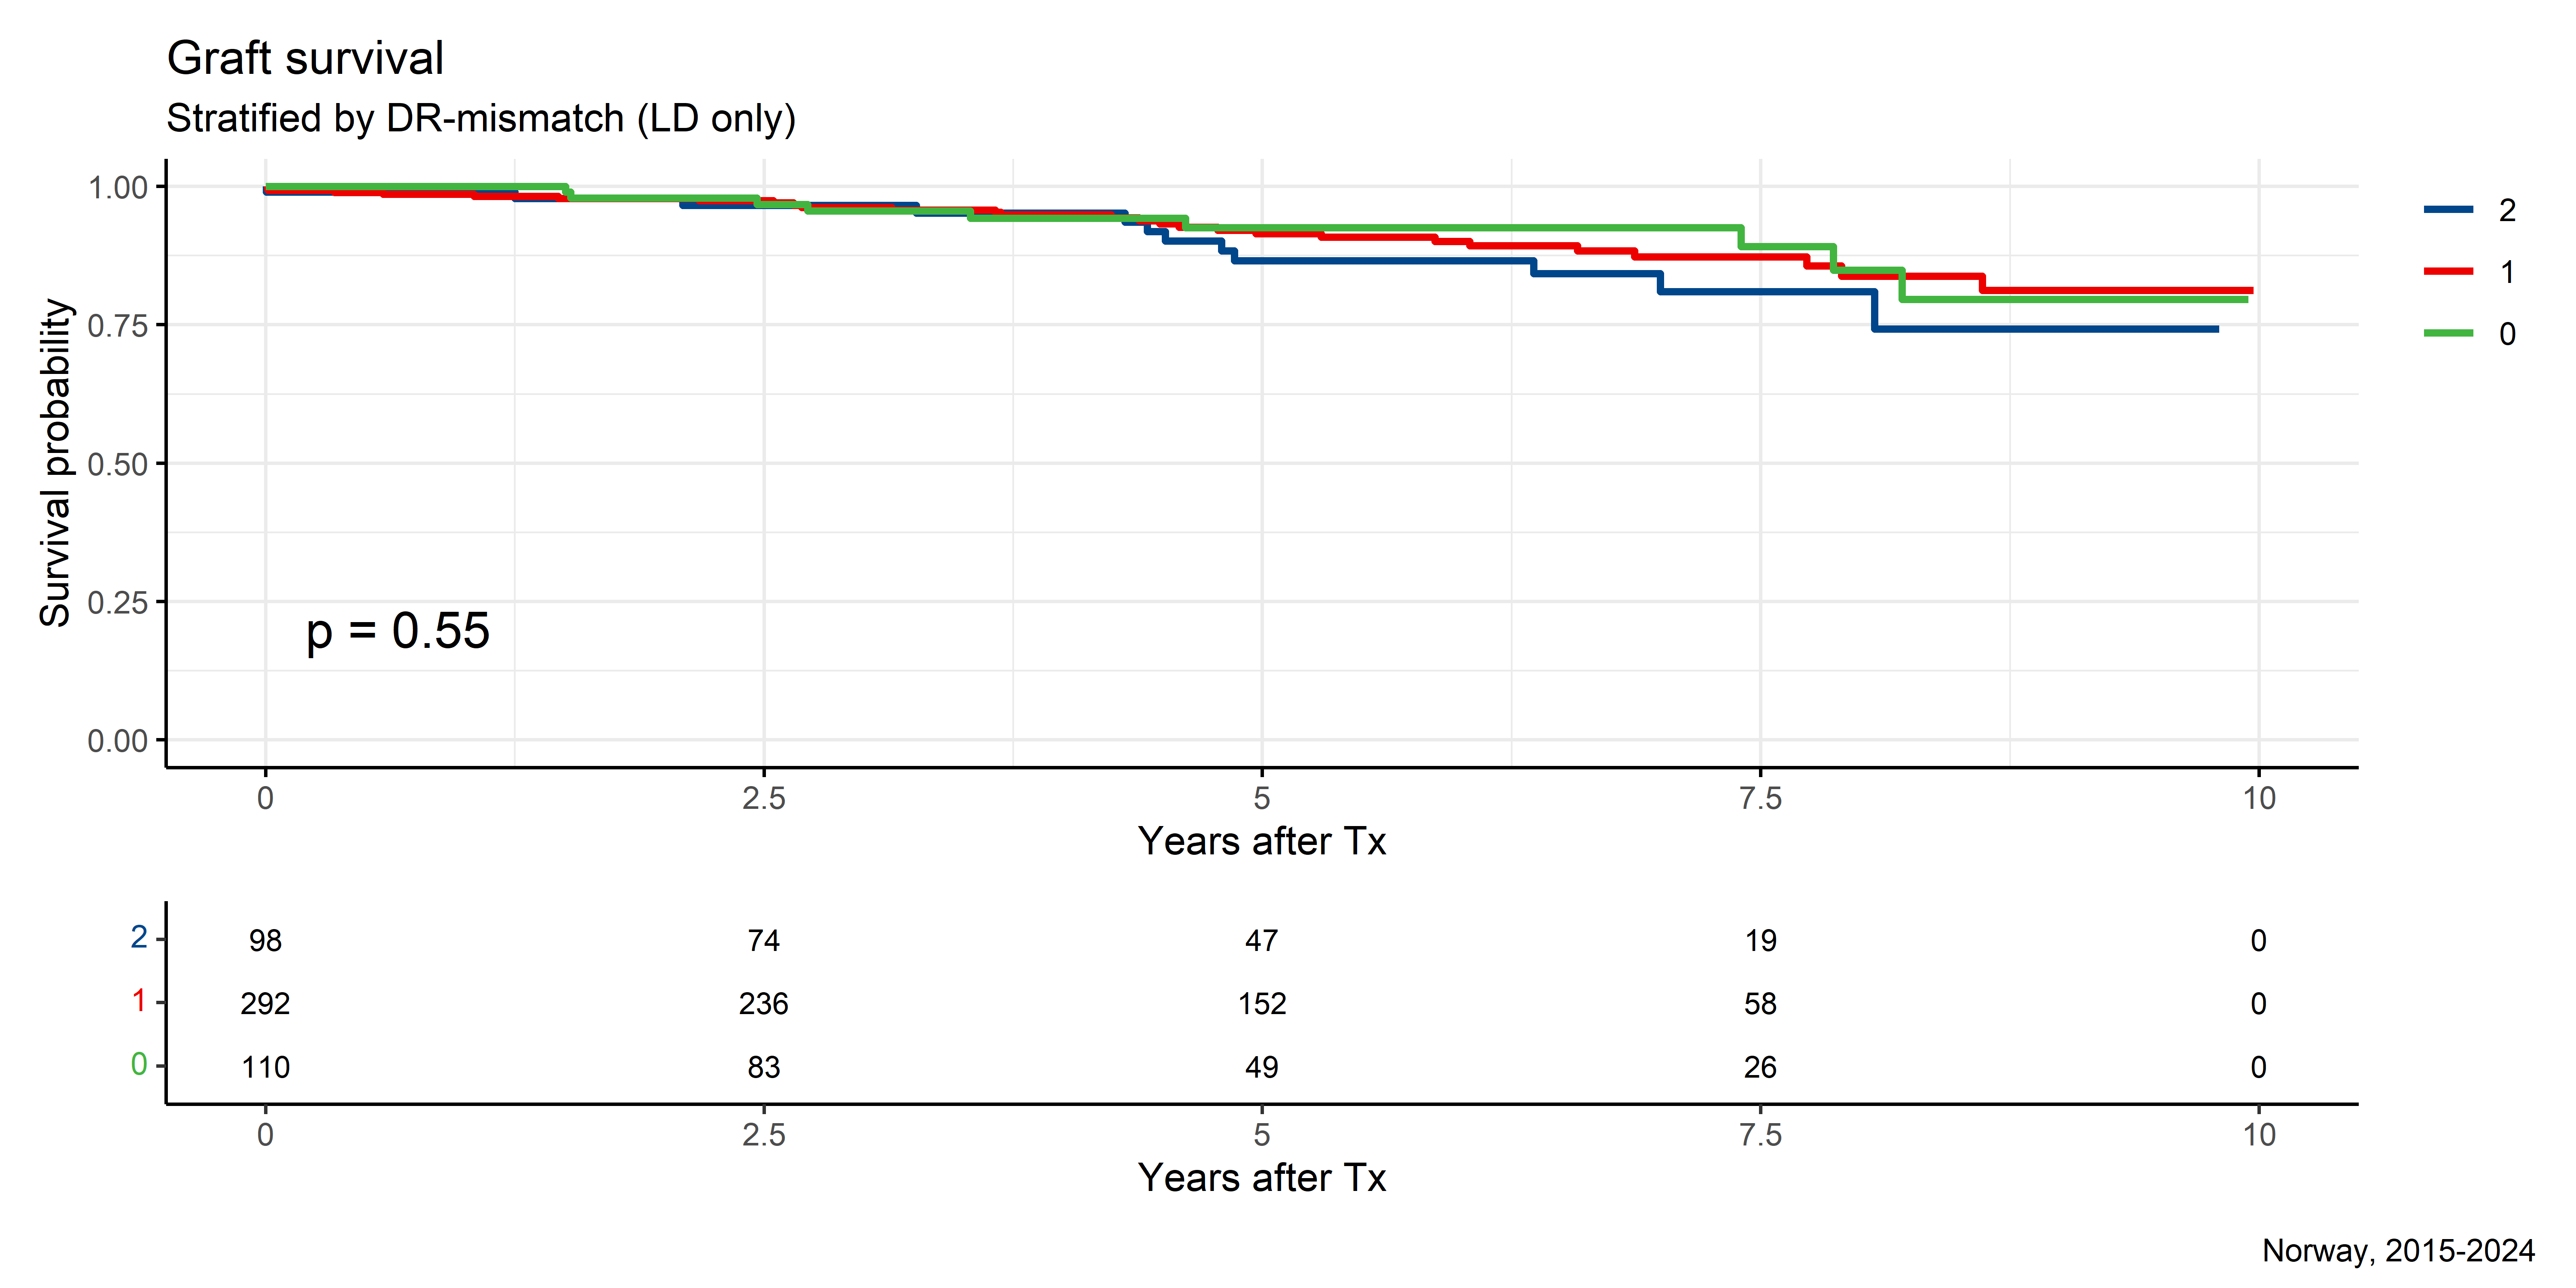 Graft survival
Stratified by DR-mismatch (LD only)
Survival probability
1.00
0.75
0.50
0.25
0.00
p = 0.55
2
1
0
0 2.5 5 7.5 10
Years after Tx
2 98 74 47 19 0
1 292 236 152 58 0
0 110 83 49 26 0
0 2.5 5 7.5 10
Years after Tx
Norway, 2015-2024